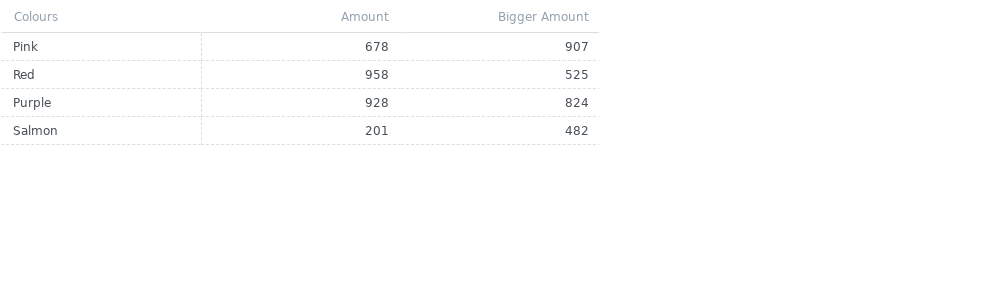 Colours Amount Bigger Amount
Pink 678 907
Red 958 525
Purple 928 824
Salmon 201 482